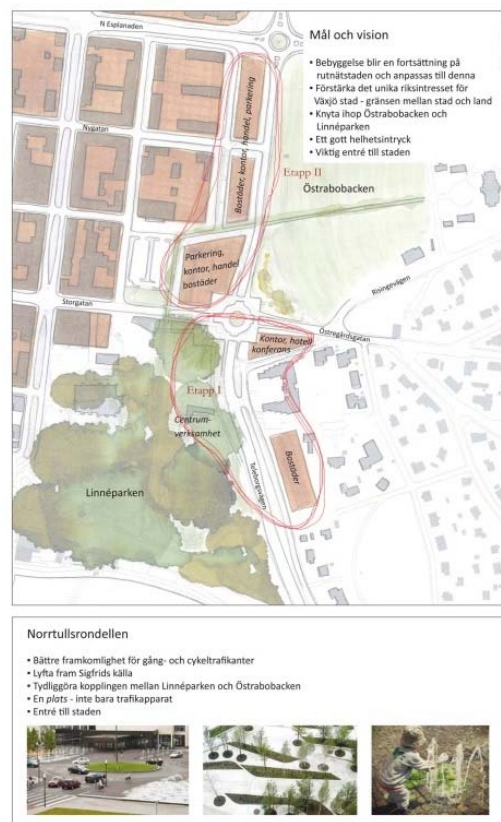 N Esplanaden
Mål och vision
• Bebyggelse blir en fortsättning på
rutnätstaden och anpassas till denna
• Förstärka det unika riksintresset för
Växjö stad - gränsen mellan stad och land
• Knyta ihop Östrabobacken och
Linnéparken
• Ett gott helhetsintryck
• Viktig entré till staden
Nygatan
Bostäder, kontor, handel, parkering
Etapp II
Östrabobacken
Parkering,
kontor, handel
bostäder
Risingevägen
Storgatan
Östregårdsgatan
Kontor, hotell
konferans
Etapp I
Centrum-
verksamhet
Linnéparken
Teleborgsvägen
Bostäder
Norrtullsrondellen
• Bättre framkomlighet för gång- och cykeltrafikanter
• Lyfta fram Sigfrids källa
• Tydliggöra kopplingen mellan Linnéparken och Östrabobacken
• En plats - inte bara trafikapparat
• Entré till staden